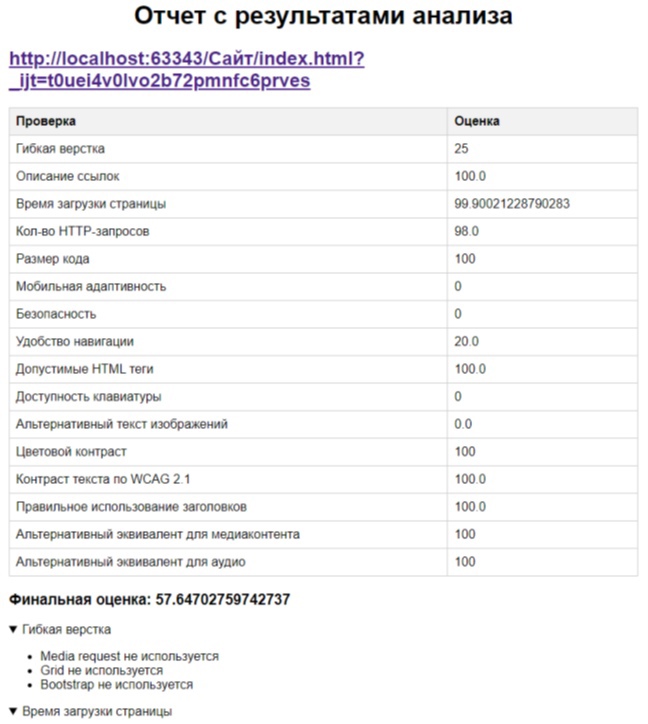 Отчет с результатами анализа
http://localhost:63343/Сайт/index.html?
_ijt=t0uei4v0lvo2b72pmnfc6prves
Проверка Оценка
Гибкая верстка 25
Описание ссылок 100.0
Время загрузки страницы 99.90021228790283
Кол-во HTTP-запросов 98.0
Размер кода 100
Мобильная адаптивность 0
Безопасность 0
Удобство навигации 20.0
Допустимые HTML теги 100.0
Доступность клавиатуры 0
Альтернативный текст изображений 0.0
Цветовой контраст 100
Контраст текста по WCAG 2.1 100.0
Правильное использование заголовков 100.0
Альтернативный эквивалент для медиаконтента 100
Альтернативный эквивалент для аудио 100
Финальная оценка: 57.64702759742737
▼ Гибкая верстка
• Media request не используется
• Grid не используется
• Bootstrap не используется
▼ Время загрузки страницы